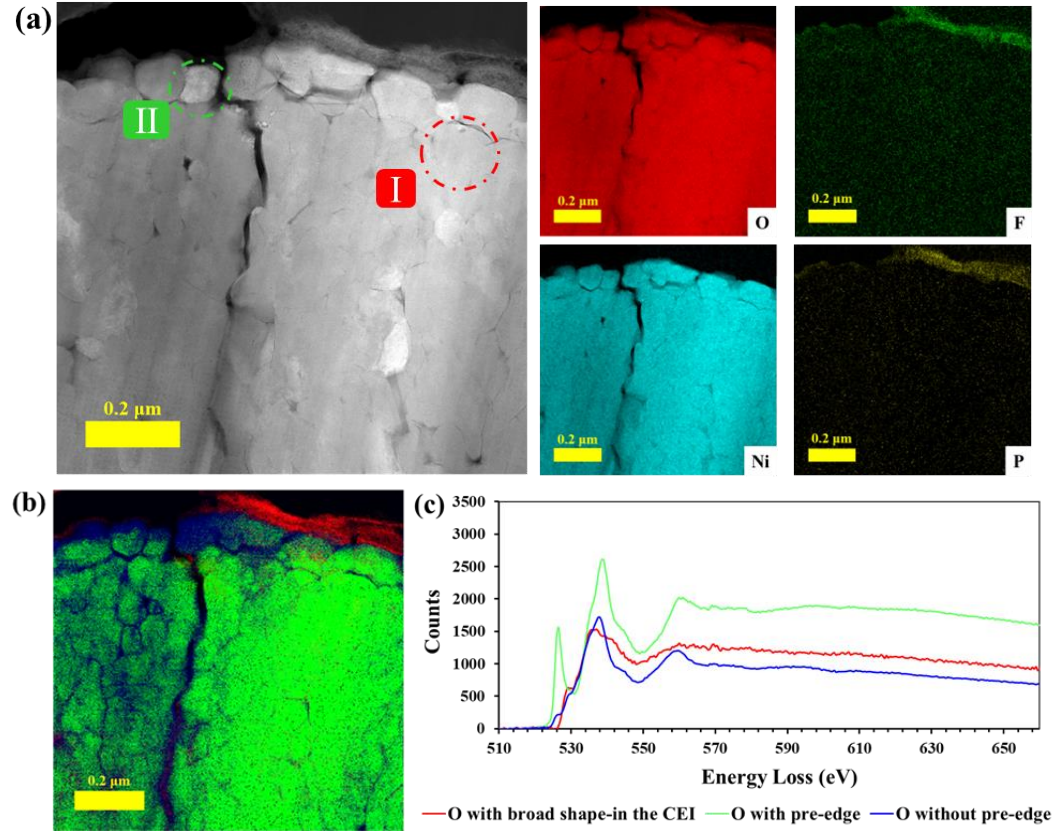 (a)
II
I
0.2 µm
0.2 µm
O
0.2 µm
F
0.2 µm
Ni
0.2 µm
P
(b)
0.2 µm
(c)
3500
3000
2500
2000
1500
1000
500
0
Counts
510 530 550 570 590 610 630 650
Energy Loss (eV)
O with broad shape-in the CEI O with pre-edge O without pre-edge